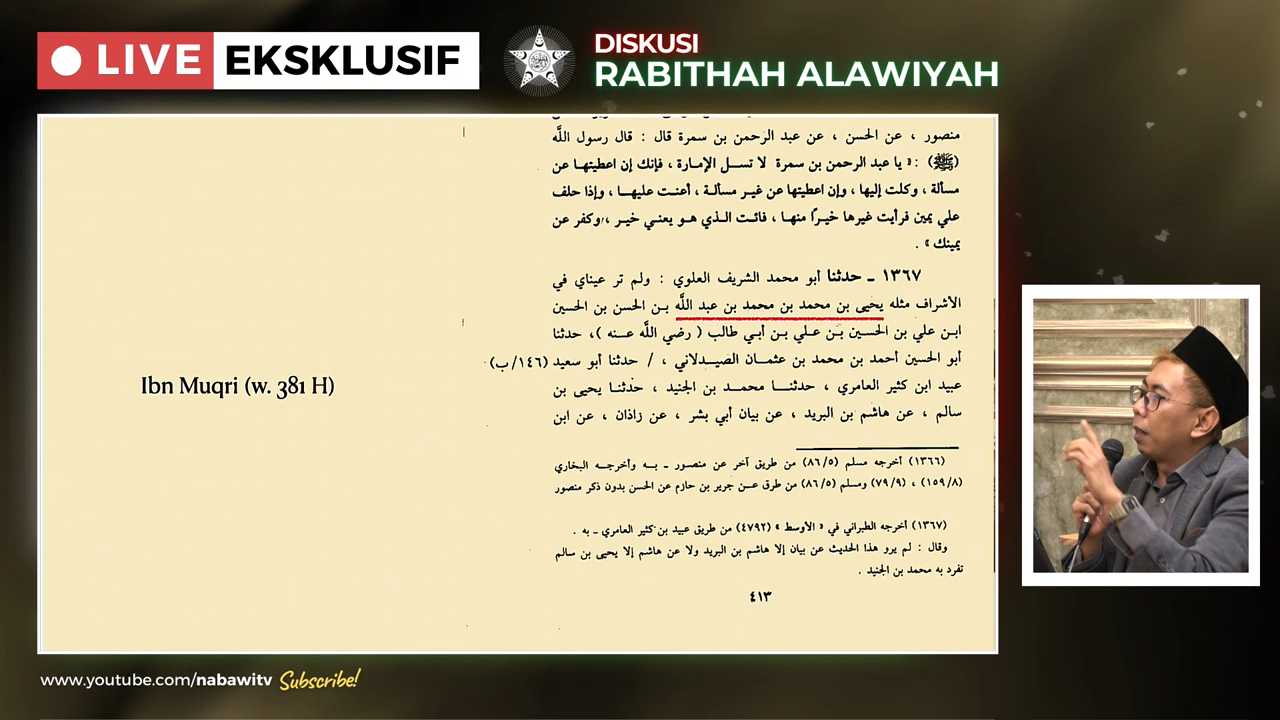 LIVE EKSKLUSIF
DISKUSI
RABITHAH ALAWIYAH
منصور ، عن الحسن ، عن عبد الرحمن بن سمرة قال : قال رسول اللَّه
(ﷺ) : « يا عبد الرحمن بن سمرة لا تسل الإمارة ، فإنك إن اعطيتها عن
مسألة ، وكلت إليها ، وإن اعطيتها عن غير مسألة ، أعنت عليها ، وإذا حلف
علي يمين فرأيت غيرها خيرًا منها ، فائت الذي هو يعني خير ، وكفر عن
يمينك » .
١٣٦٧ ـ حدثنا أبو محمد الشريف العلوي : ولم تر عيناي في
الأشراف مثله يحيى بن محمد بن محمد بن عبد اللَّه بن الحسن بن الحسين
ابن علي بن الحسين بن علي بن أبي طالب ( رضي اللَّه عنه )، حدثنا
أبو الحسين أحمد بن محمد بن عثمان الصيدلاني ، / حدثنا أبو سعيد (١٤٦/ب)
عبيد ابن كثير العامري ، حدثنا محمد بن الجنيد ، حدثنا يحيى بن
سالم ، عن هاشم بن البريد ، عن بيان أبي بشر ، عن زاذان ، عن ابن
Ibn Muqri (w. 381 H)
(١٣٦٦) أخرجه مسلم (٨٦/٥) من طريق آخر عن منصور ـ به وأخرجه البخاري
(١٥٩/٨) ، (٧٩/٩) ومسلم (٨٦/٥) من طرق عن جرير بن حازم عن الحسن بدون ذكر منصور
(١٣٦٧) أخرجه الطبراني في « الأوسط » (٤٧٩٢) من طريق عبيد بن كثير العامري ـ به .
وقال : لم يرو هذا الحديث عن بيان إلا هاشم بن البريد ولا عن هاشم إلا يحيى بن سالم
تفرد به محمد بن الجنيد .
٤١٣
www.youtube.com/nabawitv Subscribe!